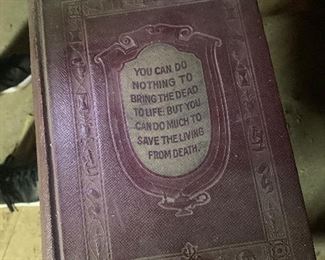 YOU CAN DO
NOTHING TO
BRING THE DEAD
TO LIFE: BUT YOU
CAN DO MUCH TO
SAVE THE LIVING
FROM DEATH.